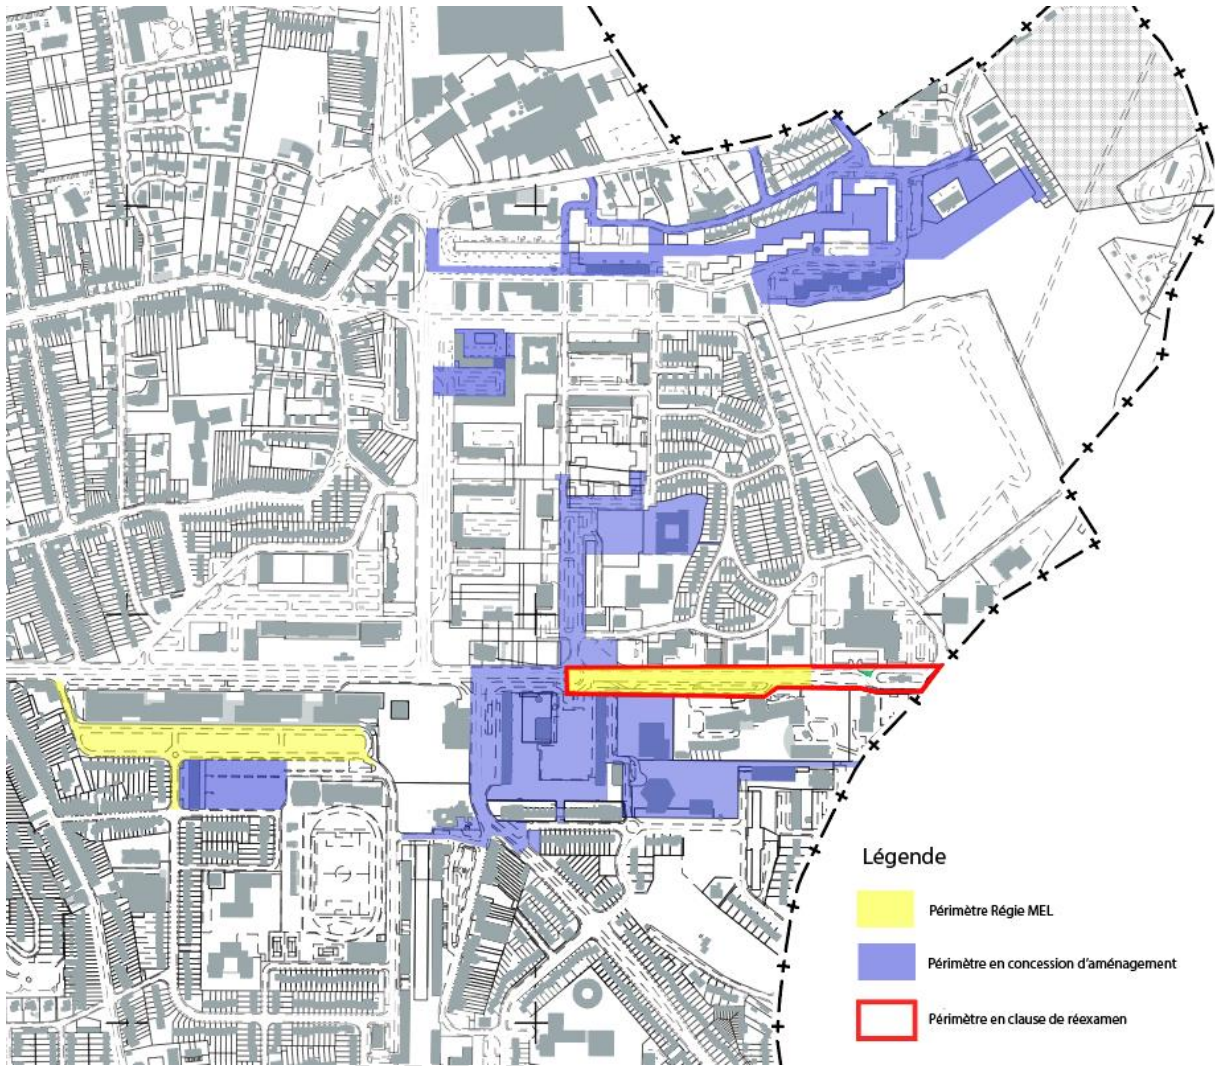 Légende
Périmètre Régie MEL
Périmètre en concession d'aménagement
Périmètre en clause de réexamen